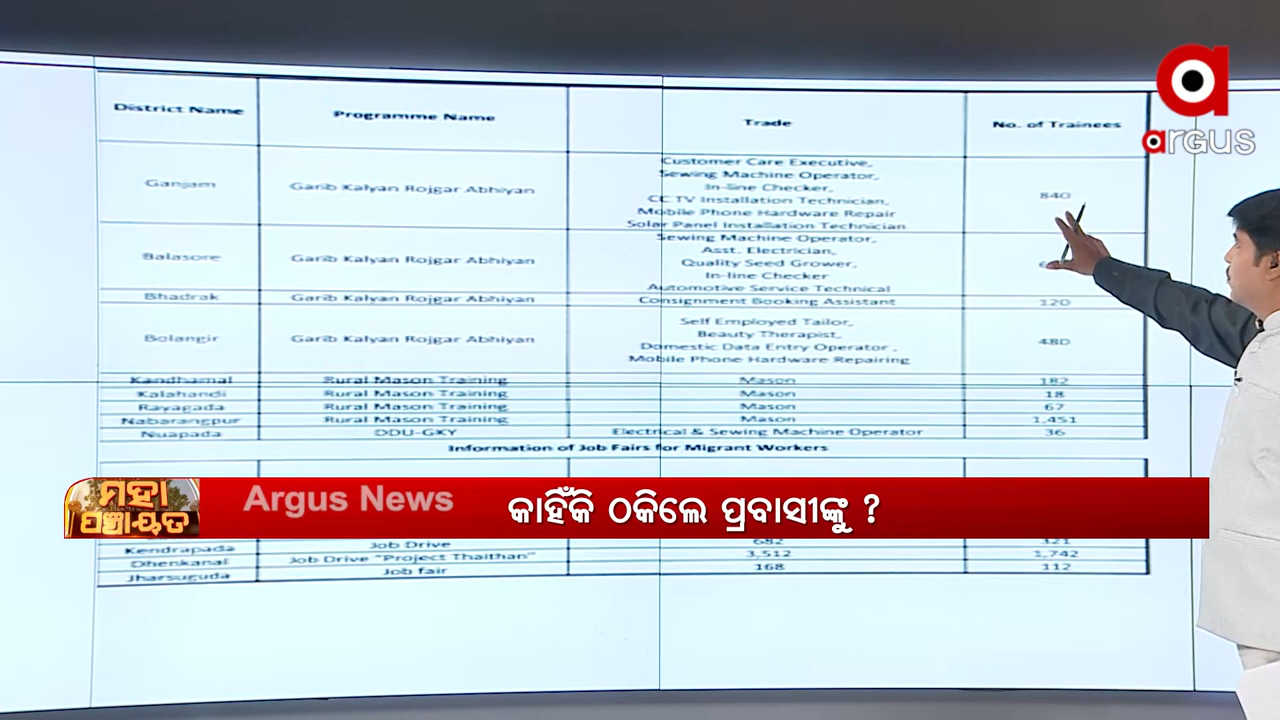 argus
District Name Programme Name Trade No. of Trainees
Ganjam Garib Kalyan Rojgar Abhiyan Customer Care Executive, 840
Sewing Machine Operator,
In-line Checker,
CC TV Installation Technician,
Mobile Phone Hardware Repair
Solar Panel Installation Technician
Balasore Garib Kalyan Rojgar Abhiyan Sewing Machine Operator,
Asst. Electrician,
Quality Seed Grower,
In-line Checker
Automotive Service Technical
Bhadrak Garib Kalyan Rojgar Abhiyan Consignment Booking Assistant 120
Bolangir Garib Kalyan Rojgar Abhiyan Self Employed Tailor, 480
Beauty Therapist,
Domestic Data Entry Operator ,
Mobile Phone Hardware Repairing
Kandhamal Rural Mason Training Mason 182
Kalahandi Rural Mason Training Mason 18
Rayagada Rural Mason Training Mason 67
Nabarangpur Rural Mason Training Mason 1,451
Nuapada DDU-GKY Electrical & Sewing Machine Operator 36
Information of Job Fairs for Migrant Workers
ମହା
ପଞ୍ଚାୟତ
Argus News
କାହିଁକି ଠକିଲେ ପ୍ରବାସୀଙ୍କୁ ?
Kendrapada Job Drive 682 321
Dhenkanal Job Drive "Project Thaithan" 3,512 1,742
Jharsuguda Job fair 168 112